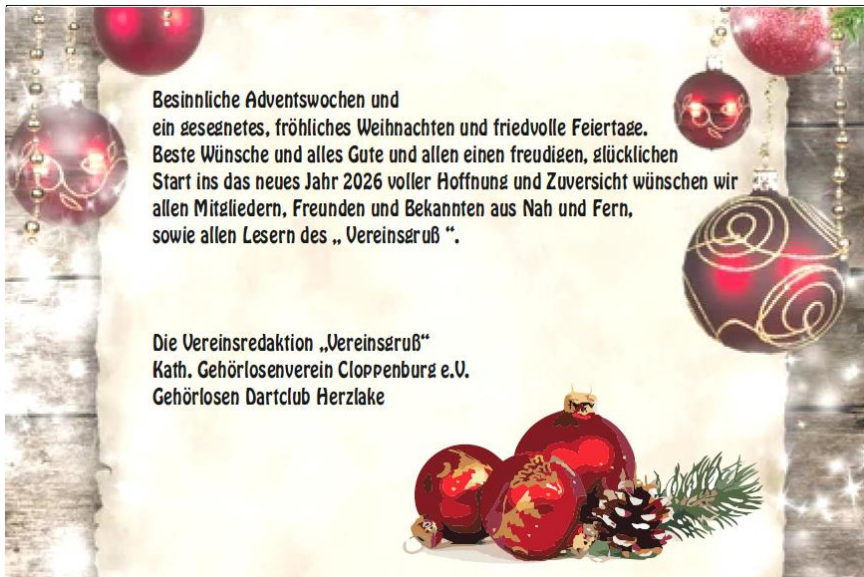 Besinnliche Adventswochen und
ein gesegnetes, fröhliches Weihnachten und friedvolle Feiertage.
Beste Wünsche und alles Gute und allen einen freudigen, glücklichen
Start ins das neues Jahr 2026 voller Hoffnung und Zuversicht wünschen wir
allen Mitgliedern, Freunden und Bekannten aus Nah und Fern,
sowie allen Lesern des „ Vereinsgruß “.
Die Vereinsredaktion „Vereinsgruß“
Kath. Gehörlosenverein Cloppenburg e.V.
Gehörlosen Dartclub Herzlake